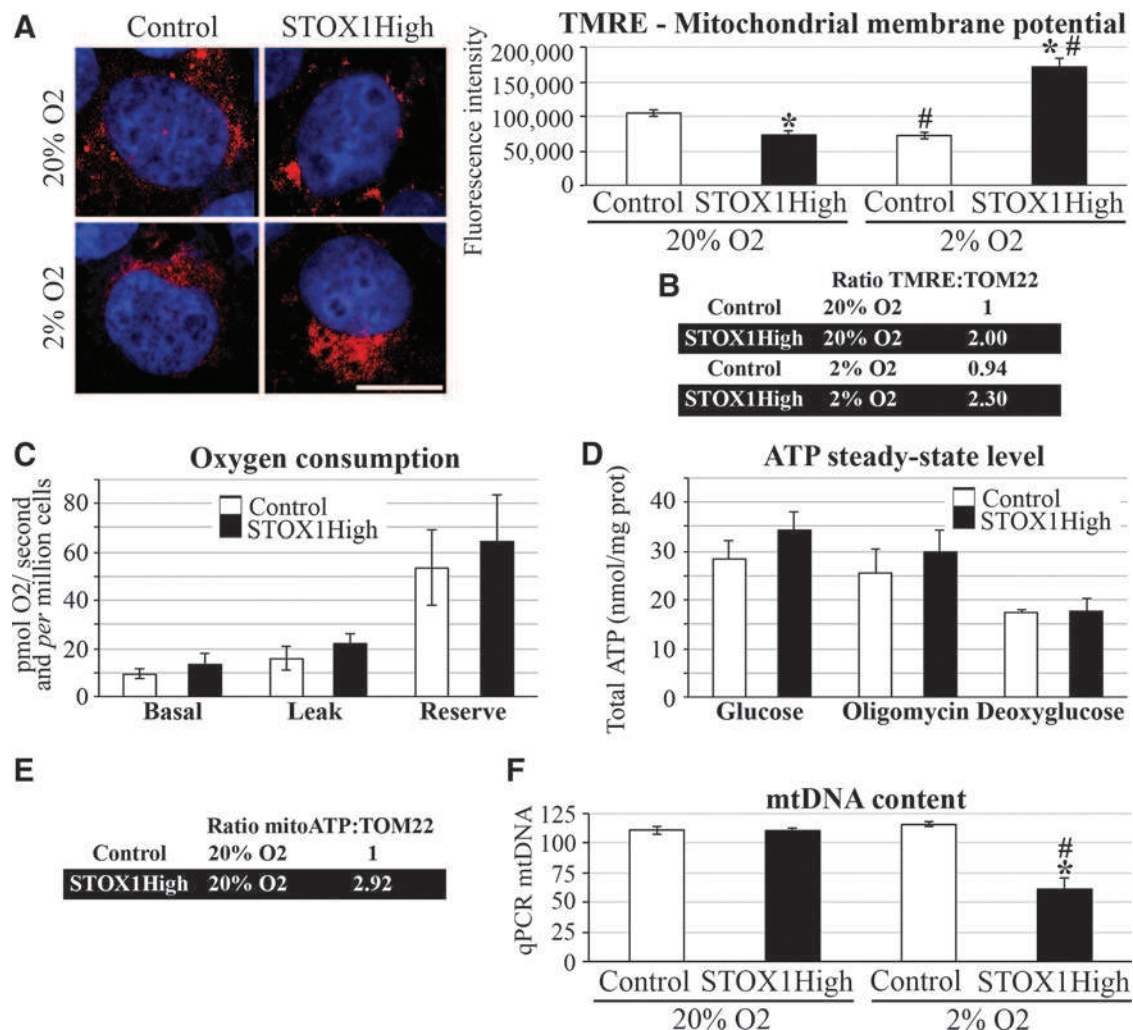 A
Control STOX1High
20% O2
2% O2
TMRE - Mitochondrial membrane potential
Fluorescence intensity
200,000
150,000
100,000
50,000
0
*
#
* #
Control STOX1High Control STOX1High
20% O2 2% O2
B
Ratio TMRE:TOM22
Control 20% O2 1
STOX1High 20% O2 2.00
Control 2% O2 0.94
STOX1High 2% O2 2.30
C
Oxygen consumption
pmol O2/ second
and per million cells
80
60
40
20
0
Control
STOX1High
Basal Leak Reserve
D
ATP steady-state level
Total ATP (nmol/mg prot)
40
30
20
10
0
Control
STOX1High
Glucose Oligomycin Deoxyglucose
E
Ratio mitoATP:TOM22
Control 20% O2 1
STOX1High 20% O2 2.92
F
mtDNA content
qPCR mtDNA
125
100
75
50
25
0
#
*
Control STOX1High Control STOX1High
20% O2 2% O2